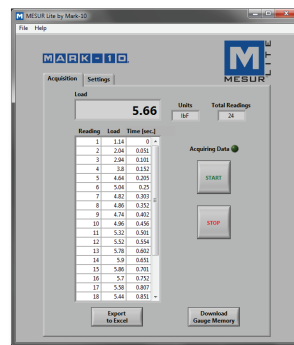 MESUR Lite by Mark-10
File Help
MARK-10
M
MESUR
Acquisition Settings
Load
5.66
Units
lbF
Total Readings
24
Reading Load Time [sec.]
1 1.14 0
2 2.04 0.051
3 2.94 0.101
4 3.8 0.152
5 4.64 0.205
6 5.04 0.25
7 4.82 0.303
8 4.86 0.352
9 4.74 0.402
10 4.96 0.456
11 5.32 0.501
12 5.52 0.554
13 5.78 0.602
14 5.9 0.651
15 5.86 0.701
16 5.7 0.752
17 5.58 0.807
18 5.44 0.851
Acquiring Data
START
STOP
Export
to Excel
Download
Gauge Memory